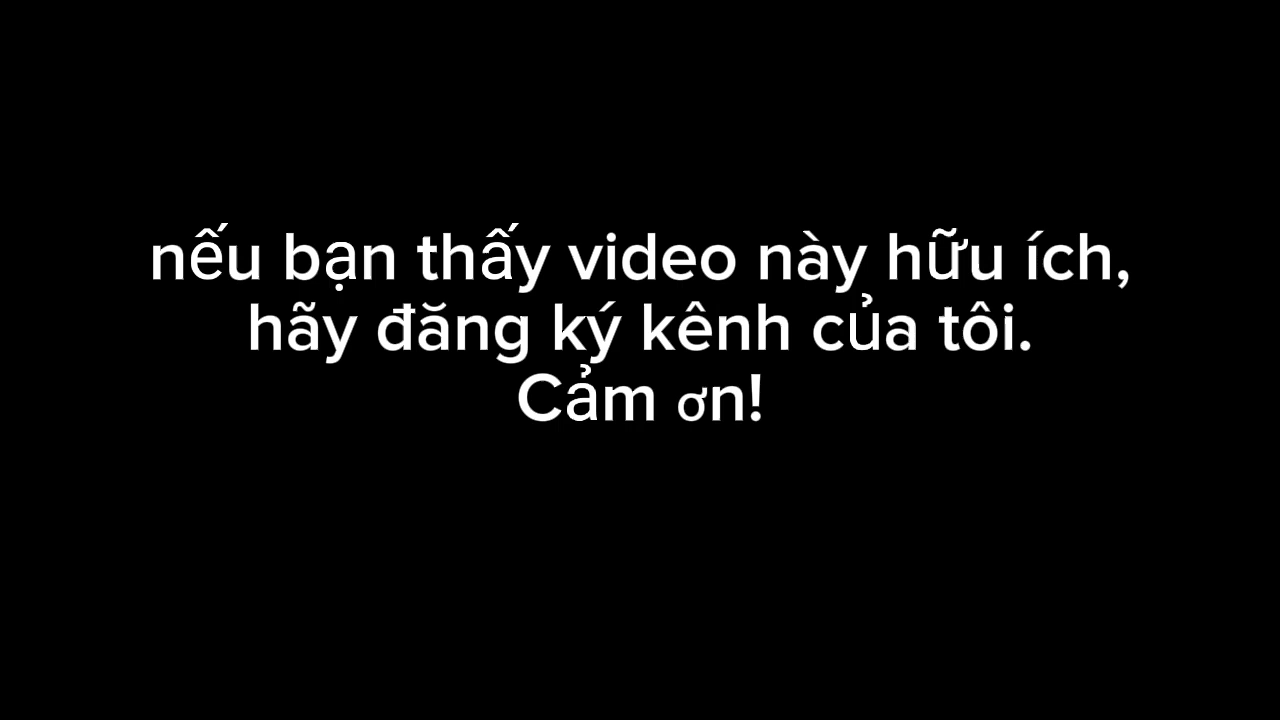 nếu bạn thấy video này hữu ích,
hãy đăng ký kênh của tôi.
Cảm ơn!